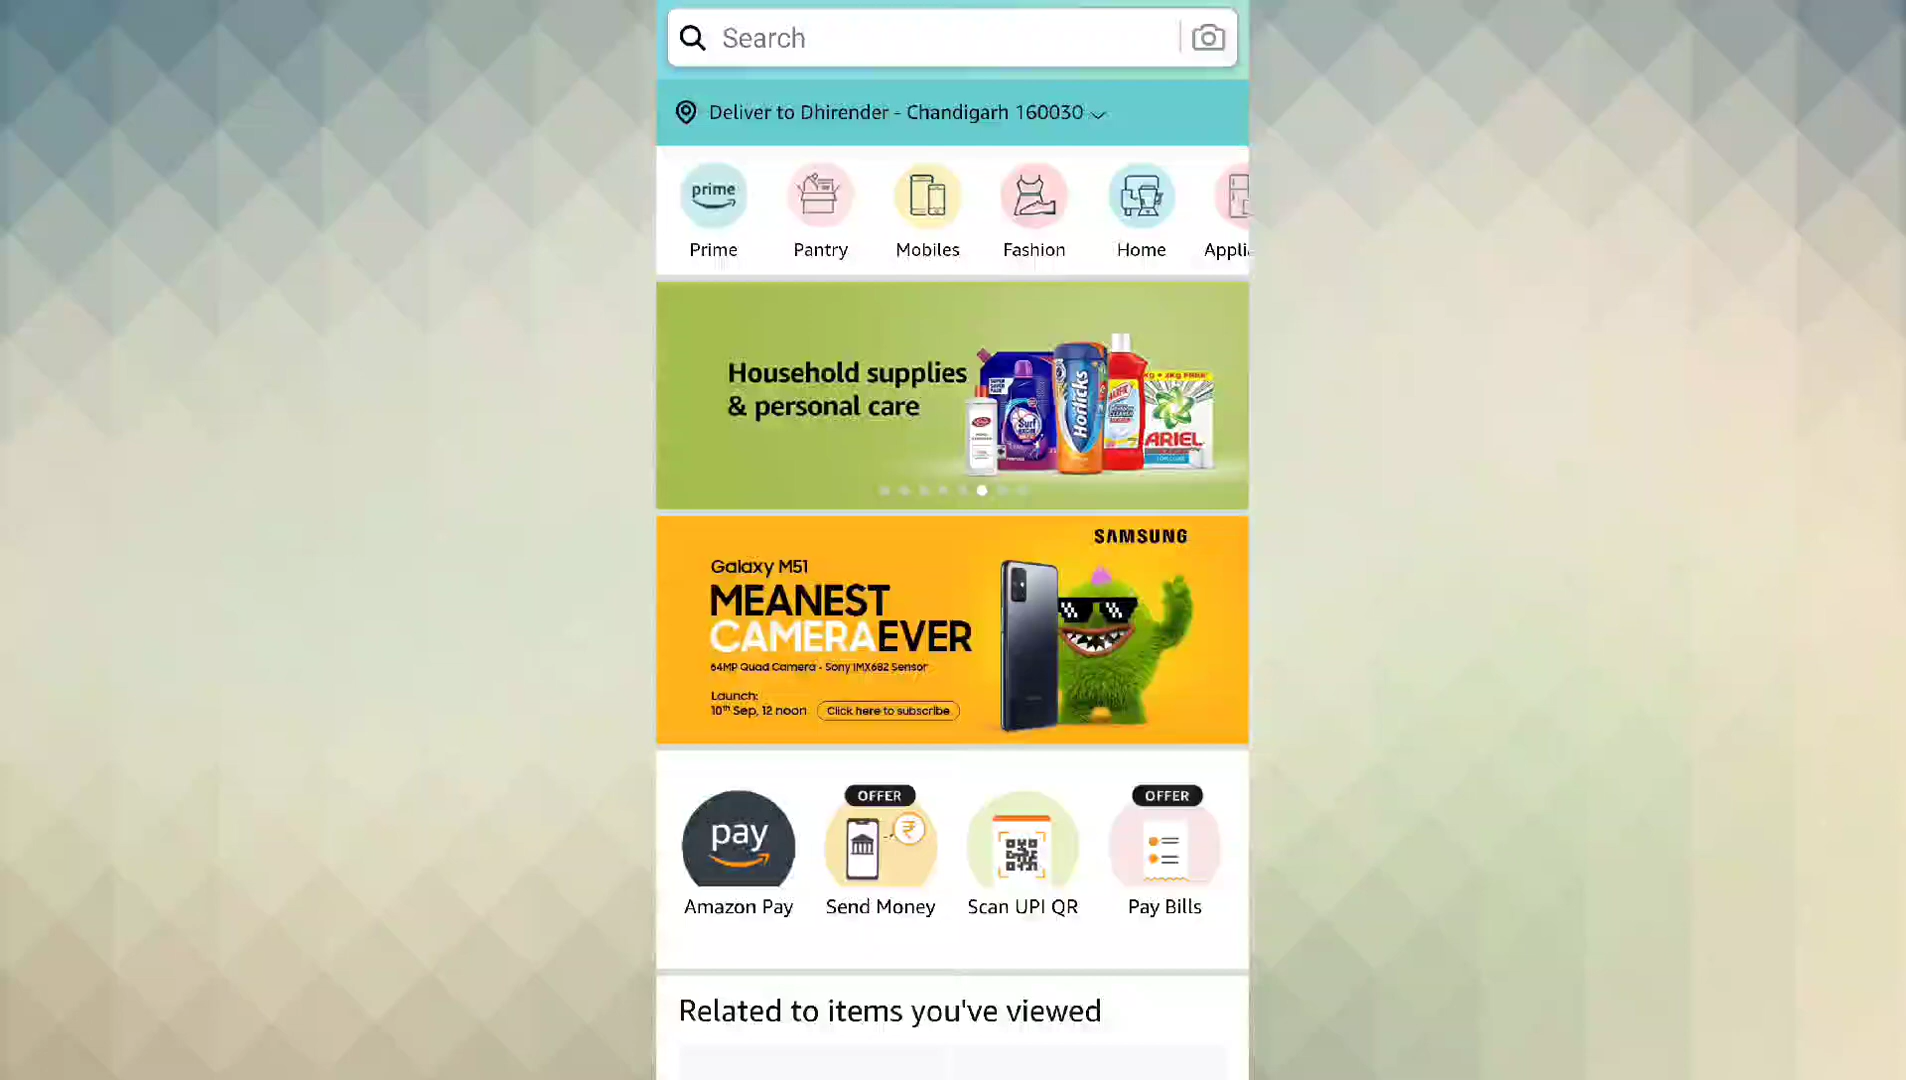 Search
Deliver to Dhirender - Chandigarh 160030
prime
Prime
Pantry
Mobiles
Fashion
Home
Appli
Household supplies
& personal care
Surf
Horlicks
ARIEL
SAMSUNG
Galaxy M51
MEANEST
CAMERAEVER
64MP Quad Camera - Sony IMX682 Sensor
Launch:
10th Sep, 12 noon
Click here to subscribe
OFFER
OFFER
pay
Amazon Pay
Send Money
Scan UPI QR
Pay Bills
Related to items you've viewed